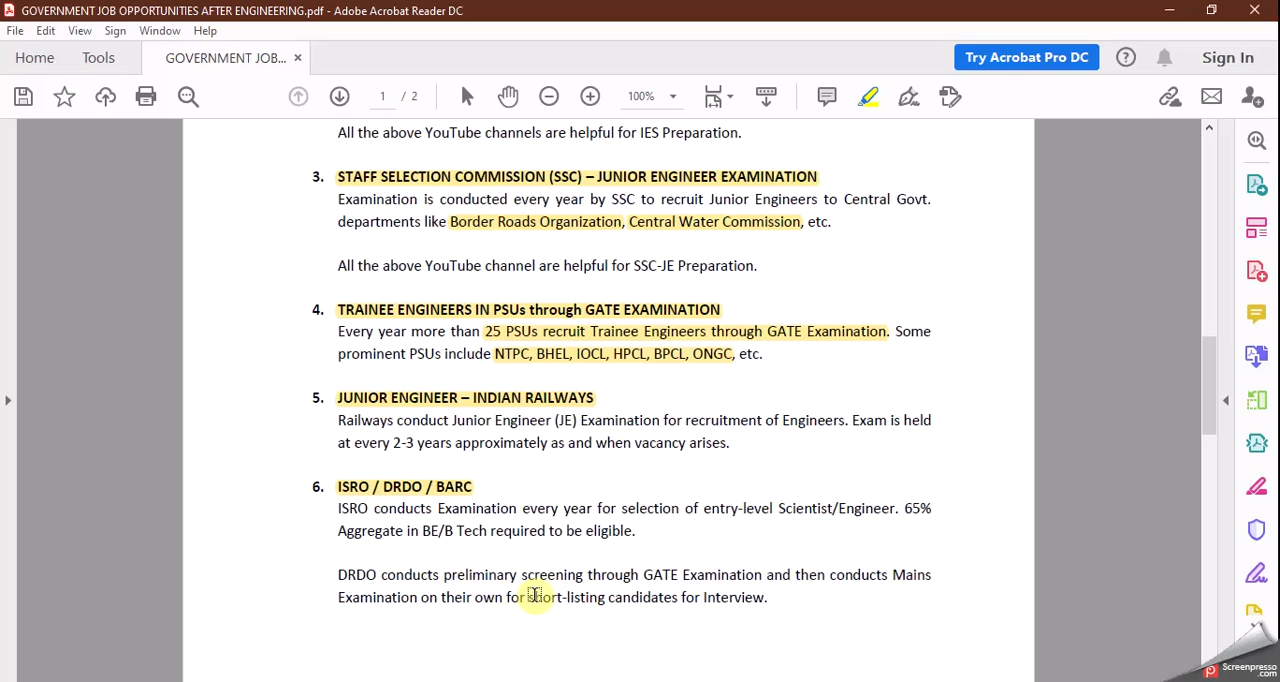 GOVERNMENT JOB OPPORTUNITIES AFTER ENGINEERING.pdf - Adobe Acrobat Reader DC
File Edit View Sign Window Help
Home Tools GOVERNMENT JOB... × Try Acrobat Pro DC ? Sign In
1 / 2 100%
All the above YouTube channels are helpful for IES Preparation.
3. STAFF SELECTION COMMISSION (SSC) – JUNIOR ENGINEER EXAMINATION
Examination is conducted every year by SSC to recruit Junior Engineers to Central Govt.
departments like Border Roads Organization, Central Water Commission, etc.
All the above YouTube channel are helpful for SSC-JE Preparation.
4. TRAINEE ENGINEERS IN PSUs through GATE EXAMINATION
Every year more than 25 PSUs recruit Trainee Engineers through GATE Examination. Some
prominent PSUs include NTPC, BHEL, IOCL, HPCL, BPCL, ONGC, etc.
5. JUNIOR ENGINEER – INDIAN RAILWAYS
Railways conduct Junior Engineer (JE) Examination for recruitment of Engineers. Exam is held
at every 2-3 years approximately as and when vacancy arises.
6. ISRO / DRDO / BARC
ISRO conducts Examination every year for selection of entry-level Scientist/Engineer. 65%
Aggregate in BE/B Tech required to be eligible.
DRDO conducts preliminary screening through GATE Examination and then conducts Mains
Examination on their own for short-listing candidates for Interview.
Screenpresso
.com